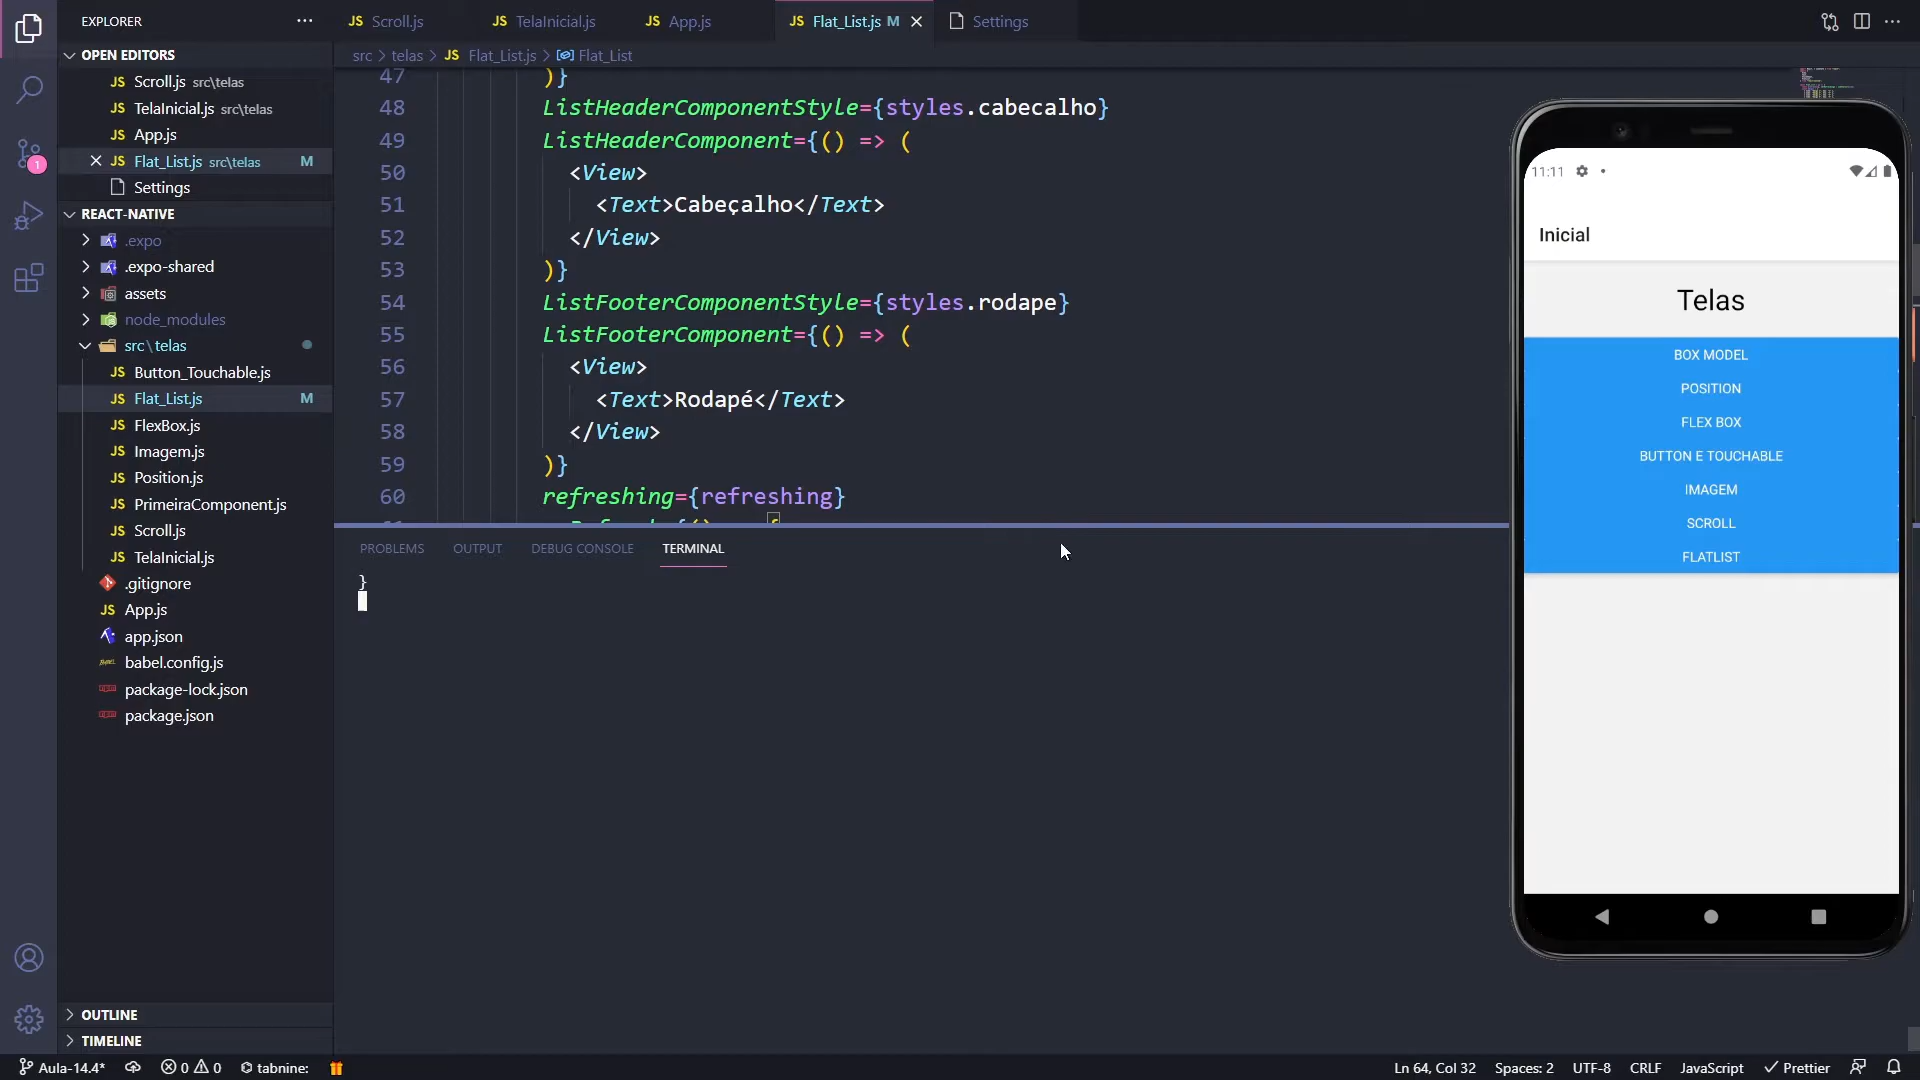 EXPLORER
Scroll.js
TelaInicial.js
App.js
Flat_List.js M
Settings
OPEN EDITORS
Scroll.js src\telas
TelaInicial.js src\telas
App.js
Flat_List.js src\telas M
Settings
REACT-NATIVE
.expo
.expo-shared
assets
node_modules
src\telas
Button_Touchable.js
Flat_List.js M
FlexBox.js
Imagem.js
Position.js
PrimeiraComponent.js
Scroll.js
TelaInicial.js
.gitignore
App.js
app.json
babel.config.js
package-lock.json
package.json
OUTLINE
TIMELINE
src > telas > JS Flat_List.js > Flat_List
47 )}
48 ListHeaderComponentStyle={styles.cabecalho}
49 ListHeaderComponent={() => (
50 <View>
51 <Text>Cabeçalho</Text>
52 </View>
53 )}
54 ListFooterComponentStyle={styles.rodape}
55 ListFooterComponent={() => (
56 <View>
57 <Text>Rodapé</Text>
58 </View>
59 )}
60 refreshing={refreshing}
PROBLEMS OUTPUT DEBUG CONSOLE TERMINAL
}
11:11
Inicial
Telas
BOX MODEL
POSITION
FLEX BOX
BUTTON E TOUCHABLE
IMAGEM
SCROLL
FLATLIST
1
Aula-14.4* 0 0 tabnine:
Ln 64, Col 32 Spaces: 2 UTF-8 CRLF JavaScript Prettier